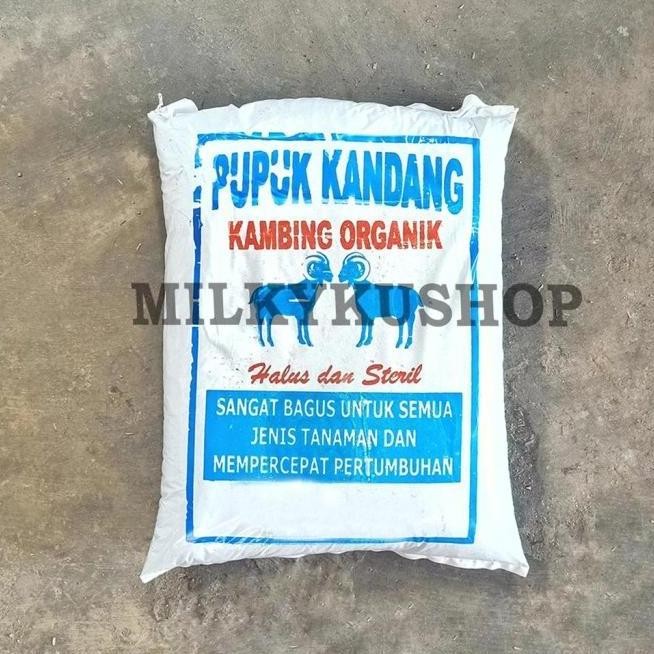 PUPUK KANDANG
KAMBING ORGANIK
MILKYKUSHOP
Halus dan Steril
SANGAT BAGUS UNTUK SEMUA
JENIS TANAMAN DAN
MEMPERCEPAT PERTUMBUHAN